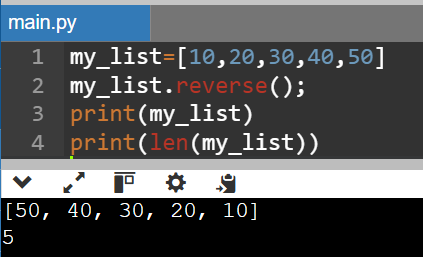 main.py
1 my_list=[10,20,30,40,50]
2 my_list.reverse();
3 print(my_list)
4 print(len(my_list))
[50, 40, 30, 20, 10]
5